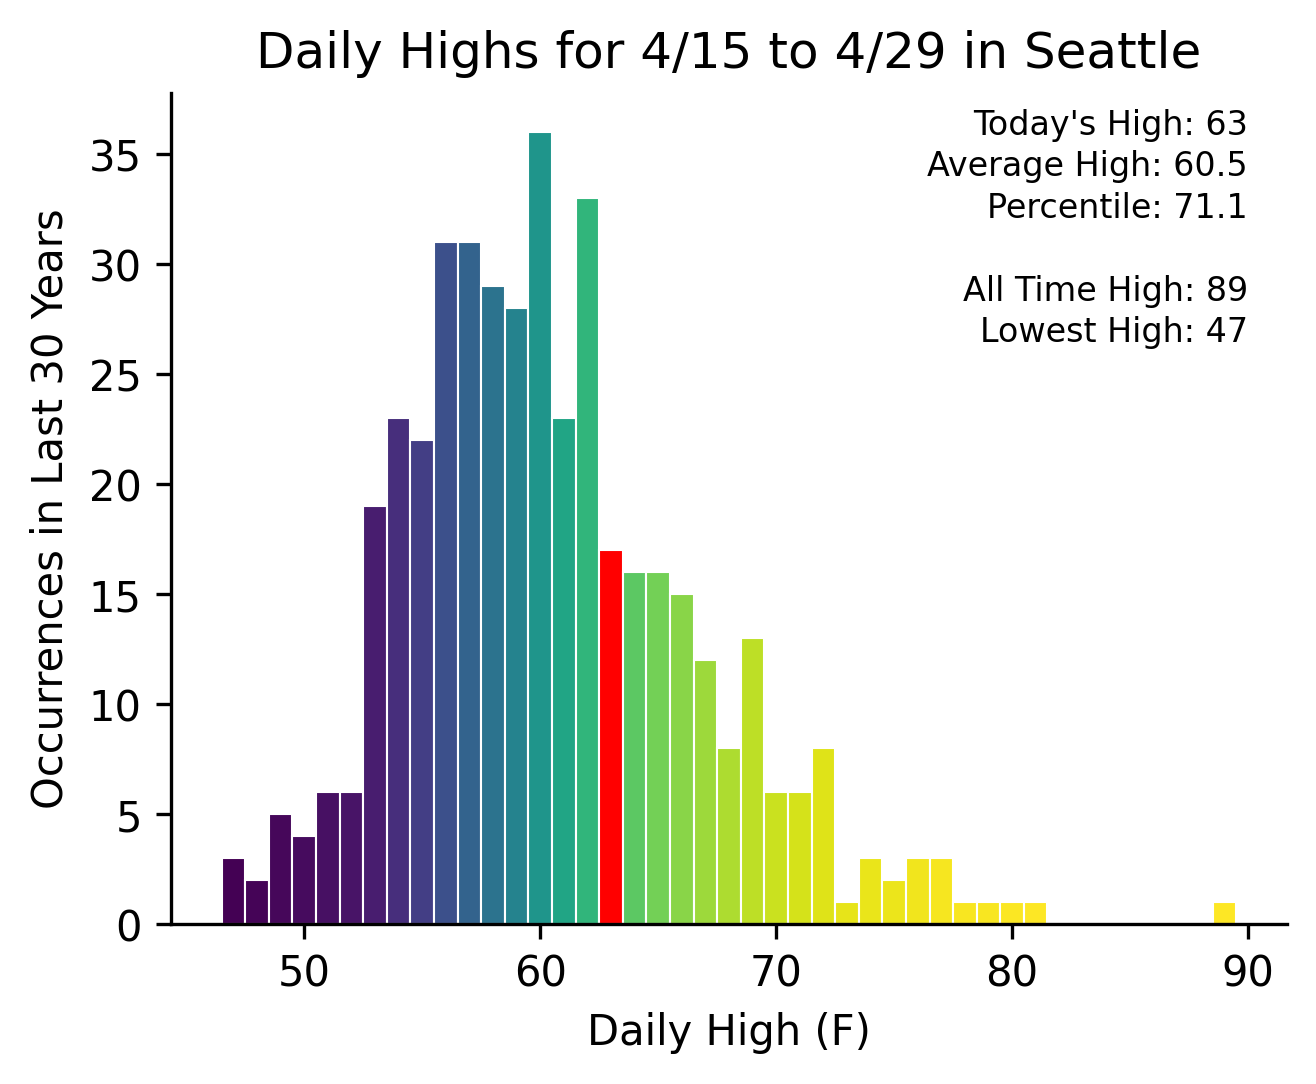 Daily Highs for 4/15 to 4/29 in Seattle
Today's High: 63
Average High: 60.5
Percentile: 71.1
All Time High: 89
Lowest High: 47
Occurrences in Last 30 Years
35
30
25
20
15
10
5
0
50 60 70 80 90
Daily High (F)